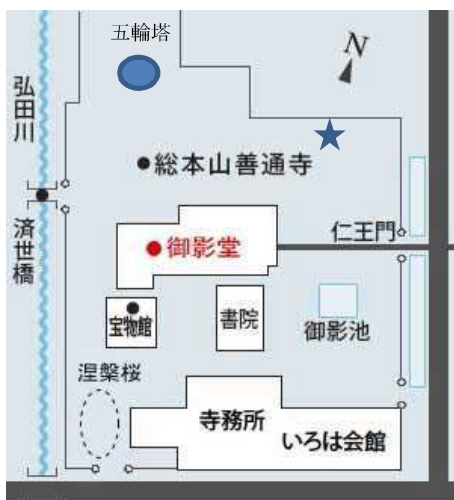 五輪塔
N
弘田川
総本山善通寺
済世橋
仁王門
御影堂
宝物館
書院
御影池
涅槃桜
寺務所
いろは会館